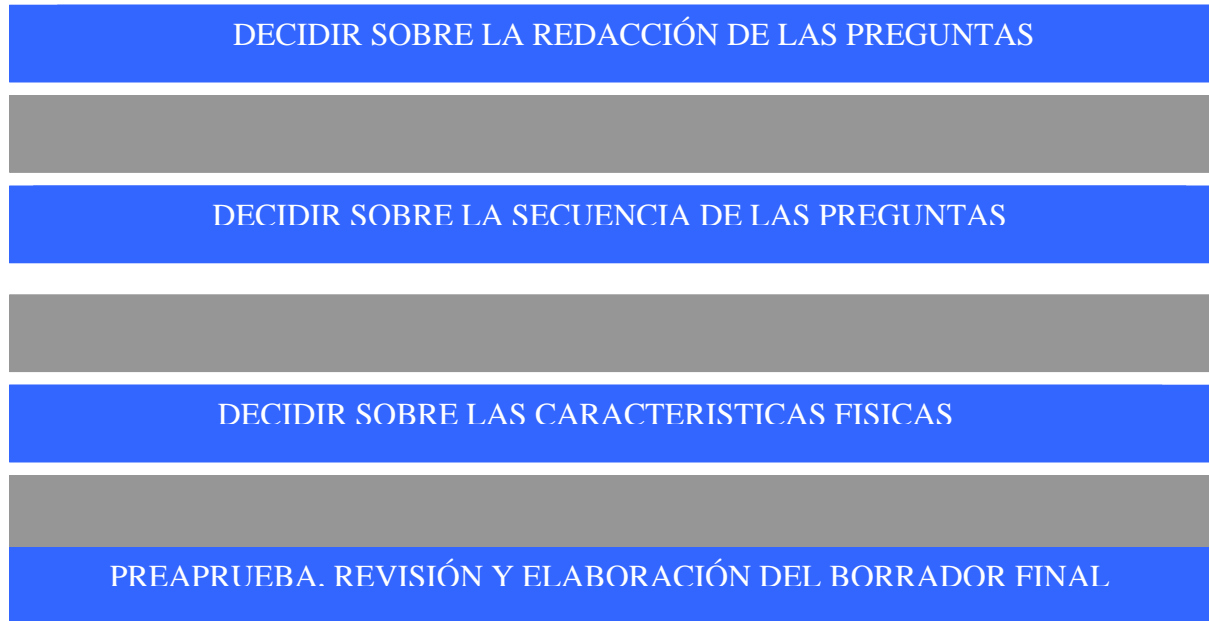 DECIDIR SOBRE LA REDACCIÓN DE LAS PREGUNTAS
DECIDIR SOBRE LA SECUENCIA DE LAS PREGUNTAS
DECIDIR SOBRE LAS CARACTERISTICAS FISICAS
PREAPRUEBA. REVISIÓN Y ELABORACIÓN DEL BORRADOR FINAL